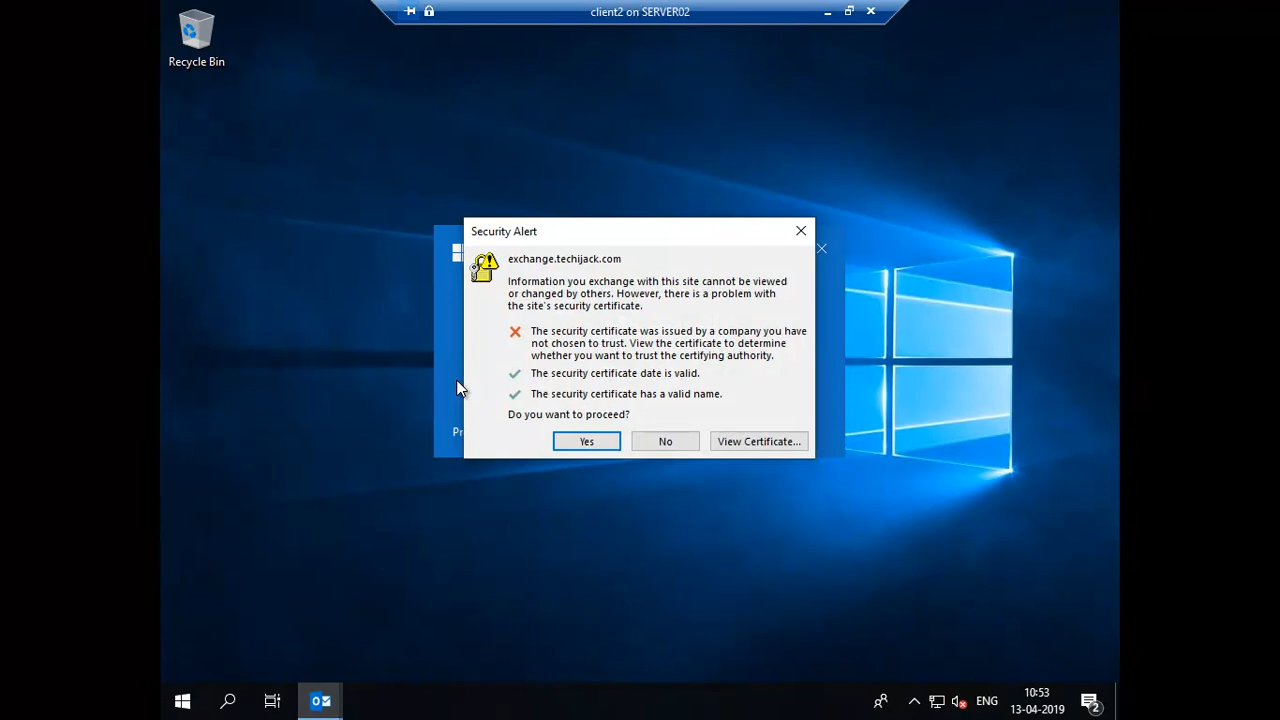 client2 on SERVER02
Recycle Bin
Security Alert
exchange.techijack.com
Information you exchange with this site cannot be viewed
or changed by others. However, there is a problem with
the site's security certificate.
The security certificate was issued by a company you have
not chosen to trust. View the certificate to determine
whether you want to trust the certifying authority.
The security certificate date is valid.
The security certificate has a valid name.
Do you want to proceed?
Pr
Yes
No
View Certificate...
ENG
10:53
13-04-2019
2